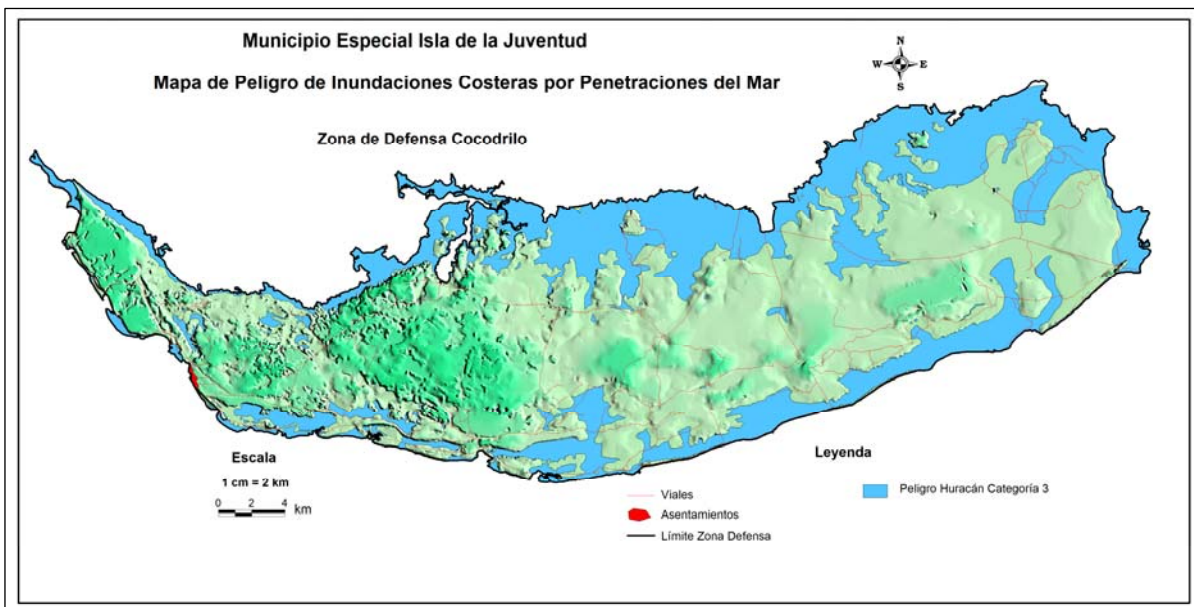 Municipio Especial Isla de la Juventud
Mapa de Peligro de Inundaciones Costeras por Penetraciones del Mar
Zona de Defensa Cocodrilo
N
W E
S
Escala
1 cm = 2 km
0 2 4 km
Leyenda
Viales
Asentamientos
Límite Zona Defensa
Peligro Huracán Categoría 3